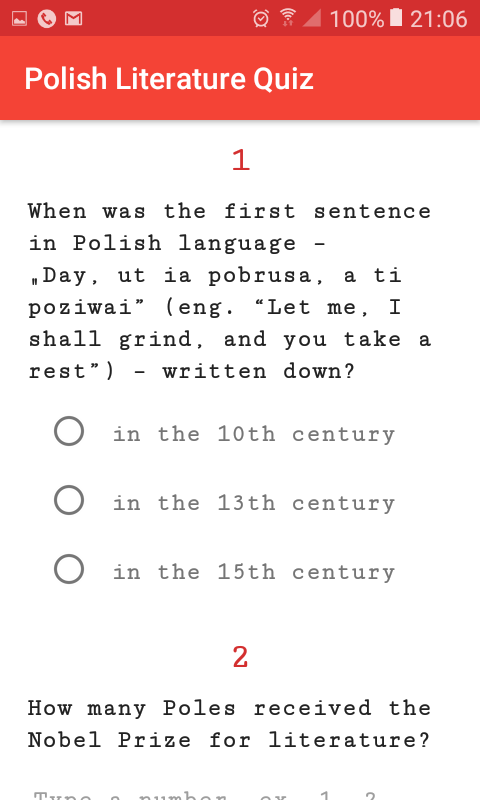 100% 21:06
Polish Literature Quiz
1
When was the first sentence
in Polish language –
„Day, ut ia pobrusa, a ti
poziwai” (eng. “Let me, I
shall grind, and you take a
rest”) – written down?
in the 10th century
in the 13th century
in the 15th century
2
How many Poles received the
Nobel Prize for literature?
Type a number, ex. 1, 2